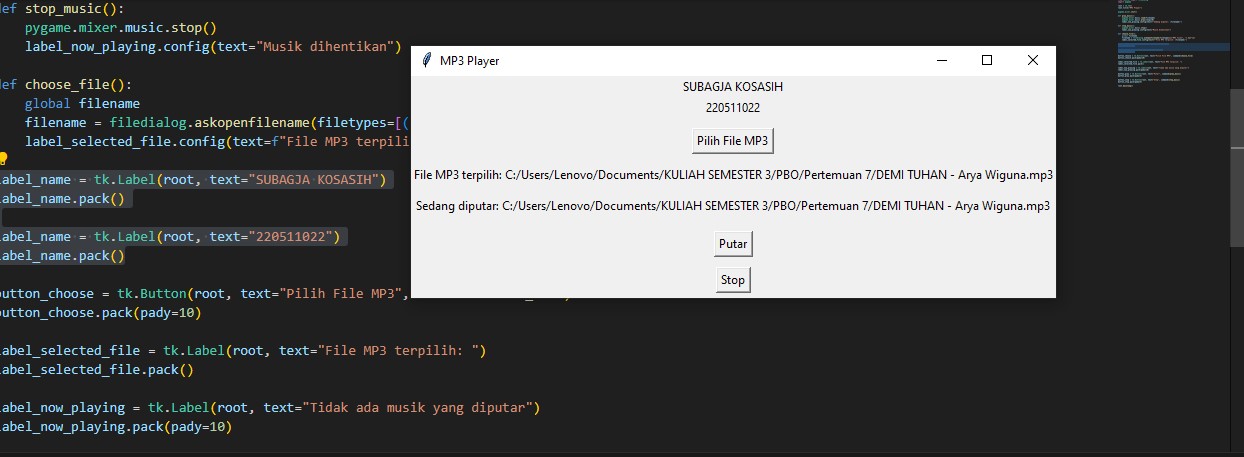 def stop_music():
pygame.mixer.music.stop()
label_now_playing.config(text="Musik dihentikan")
def choose_file():
global filename
filename = filedialog.askopenfilename(filetypes=[(
label_selected_file.config(text=f"File MP3 terpili
label_name = tk.Label(root, text="SUBAGJA KOSASIH")
label_name.pack()
label_name = tk.Label(root, text="220511022")
label_name.pack()
button_choose = tk.Button(root, text="Pilih File MP3",
button_choose.pack(pady=10)
label_selected_file = tk.Label(root, text="File MP3 terpilih: ")
label_selected_file.pack()
label_now_playing = tk.Label(root, text="Tidak ada musik yang diputar")
label_now_playing.pack(pady=10)
MP3 Player
SUBAGJA KOSASIH
220511022
Pilih File MP3
File MP3 terpilih: C:/Users/Lenovo/Documents/KULIAH SEMESTER 3/PBO/Pertemuan 7/DEMI TUHAN - Arya Wiguna.mp3
Sedang diputar: C:/Users/Lenovo/Documents/KULIAH SEMESTER 3/PBO/Pertemuan 7/DEMI TUHAN - Arya Wiguna.mp3
Putar
Stop